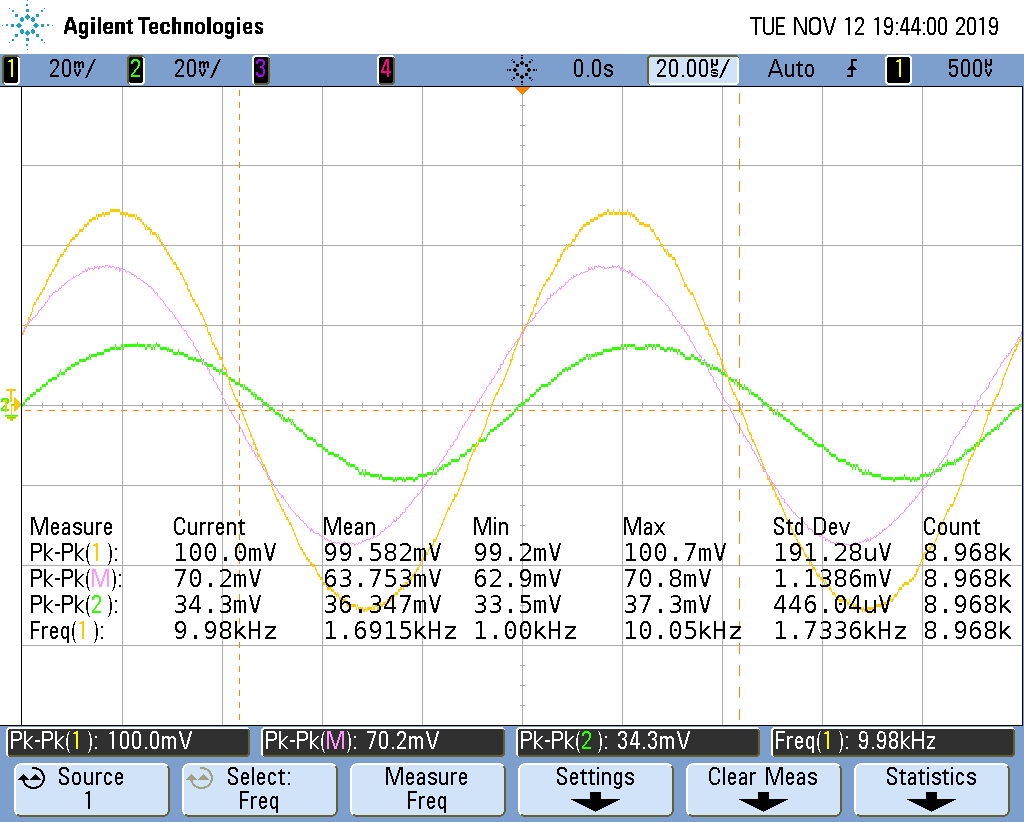 Agilent Technologies TUE NOV 12 19:44:00 2019
1 20mV/ 2 20mV/ 3 4 0.0s 20.00us/ Auto 1 500V
T
2
Measure Current Mean Min Max Std Dev Count
Pk-Pk(1): 100.0mV 99.582mV 99.2mV 100.7mV 191.28uV 8.968k
Pk-Pk(M): 70.2mV 63.753mV 62.9mV 70.8mV 1.1386mV 8.968k
Pk-Pk(2): 34.3mV 36.347mV 33.5mV 37.3mV 446.04uV 8.968k
Freq(1): 9.98kHz 1.6915kHz 1.00kHz 10.05kHz 1.7336kHz 8.968k
Pk-Pk(1): 100.0mV Pk-Pk(M): 70.2mV Pk-Pk(2): 34.3mV Freq(1): 9.98kHz
Source Select: Measure Settings Clear Meas Statistics
1 Freq Freq